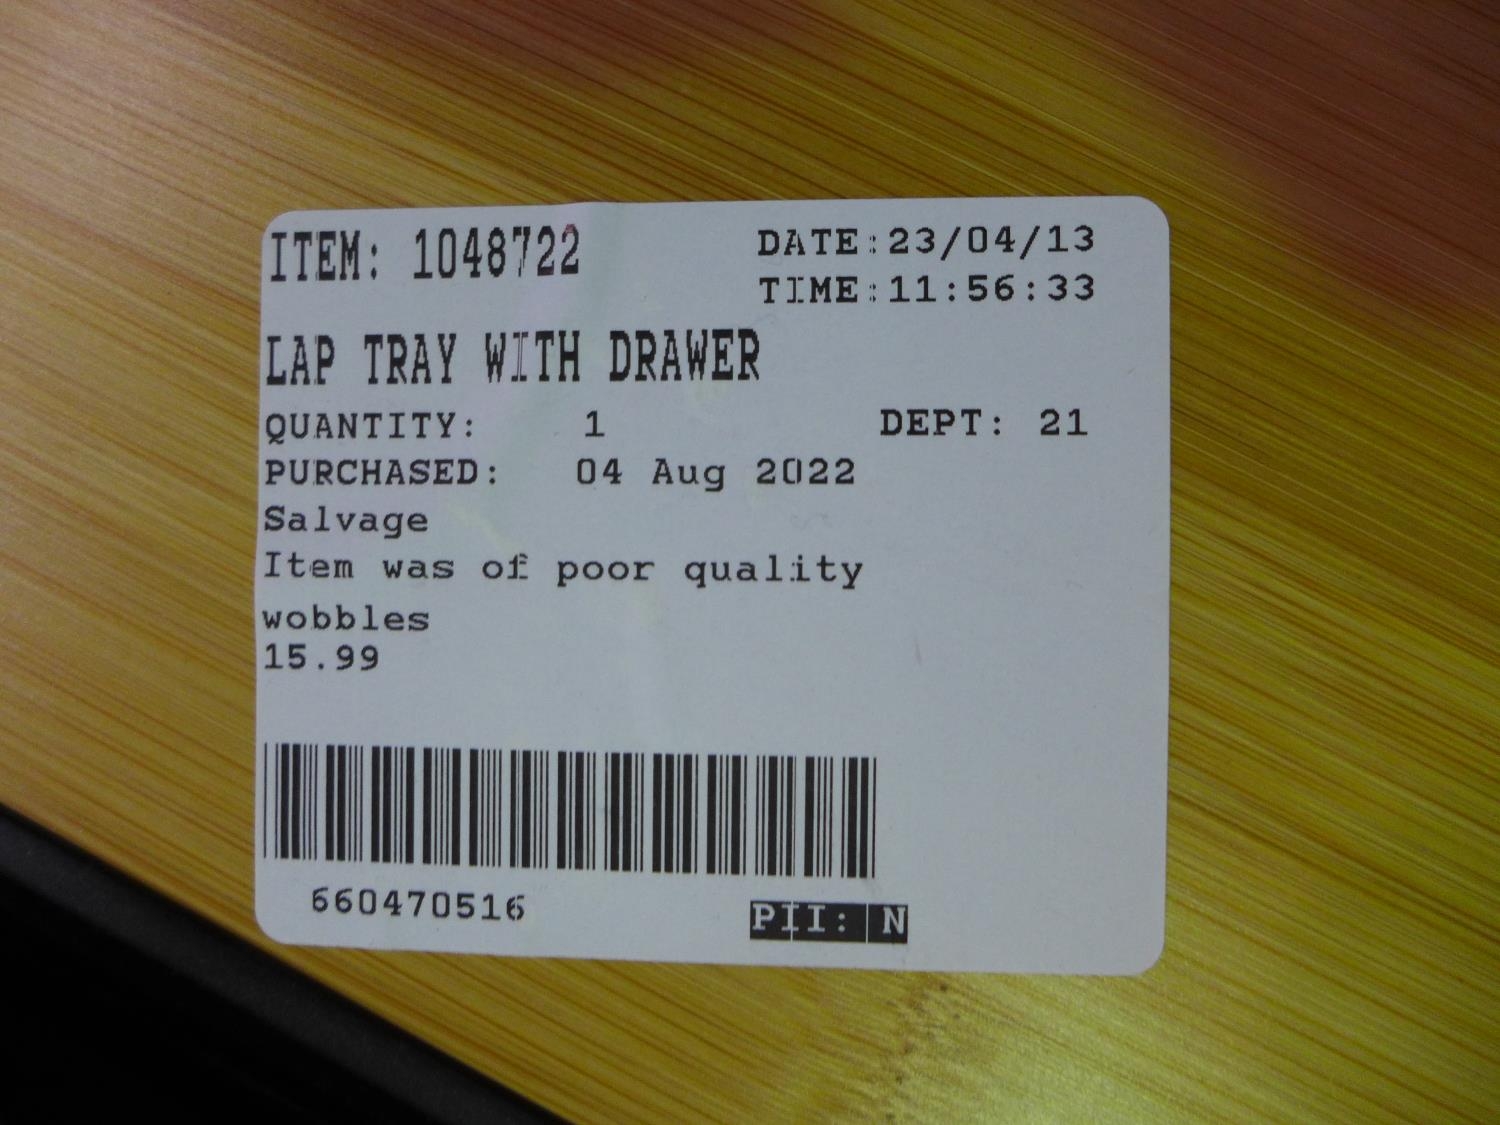 ITEM: 1048722 DATE:23/04/13
TIME:11:56:33
LAP TRAY WITH DRAWER
QUANTITY: 1 DEPT: 21
PURCHASED: 04 Aug 2022
Salvage
Item was of poor quality
wobbles
15.99
660470516 PII: N